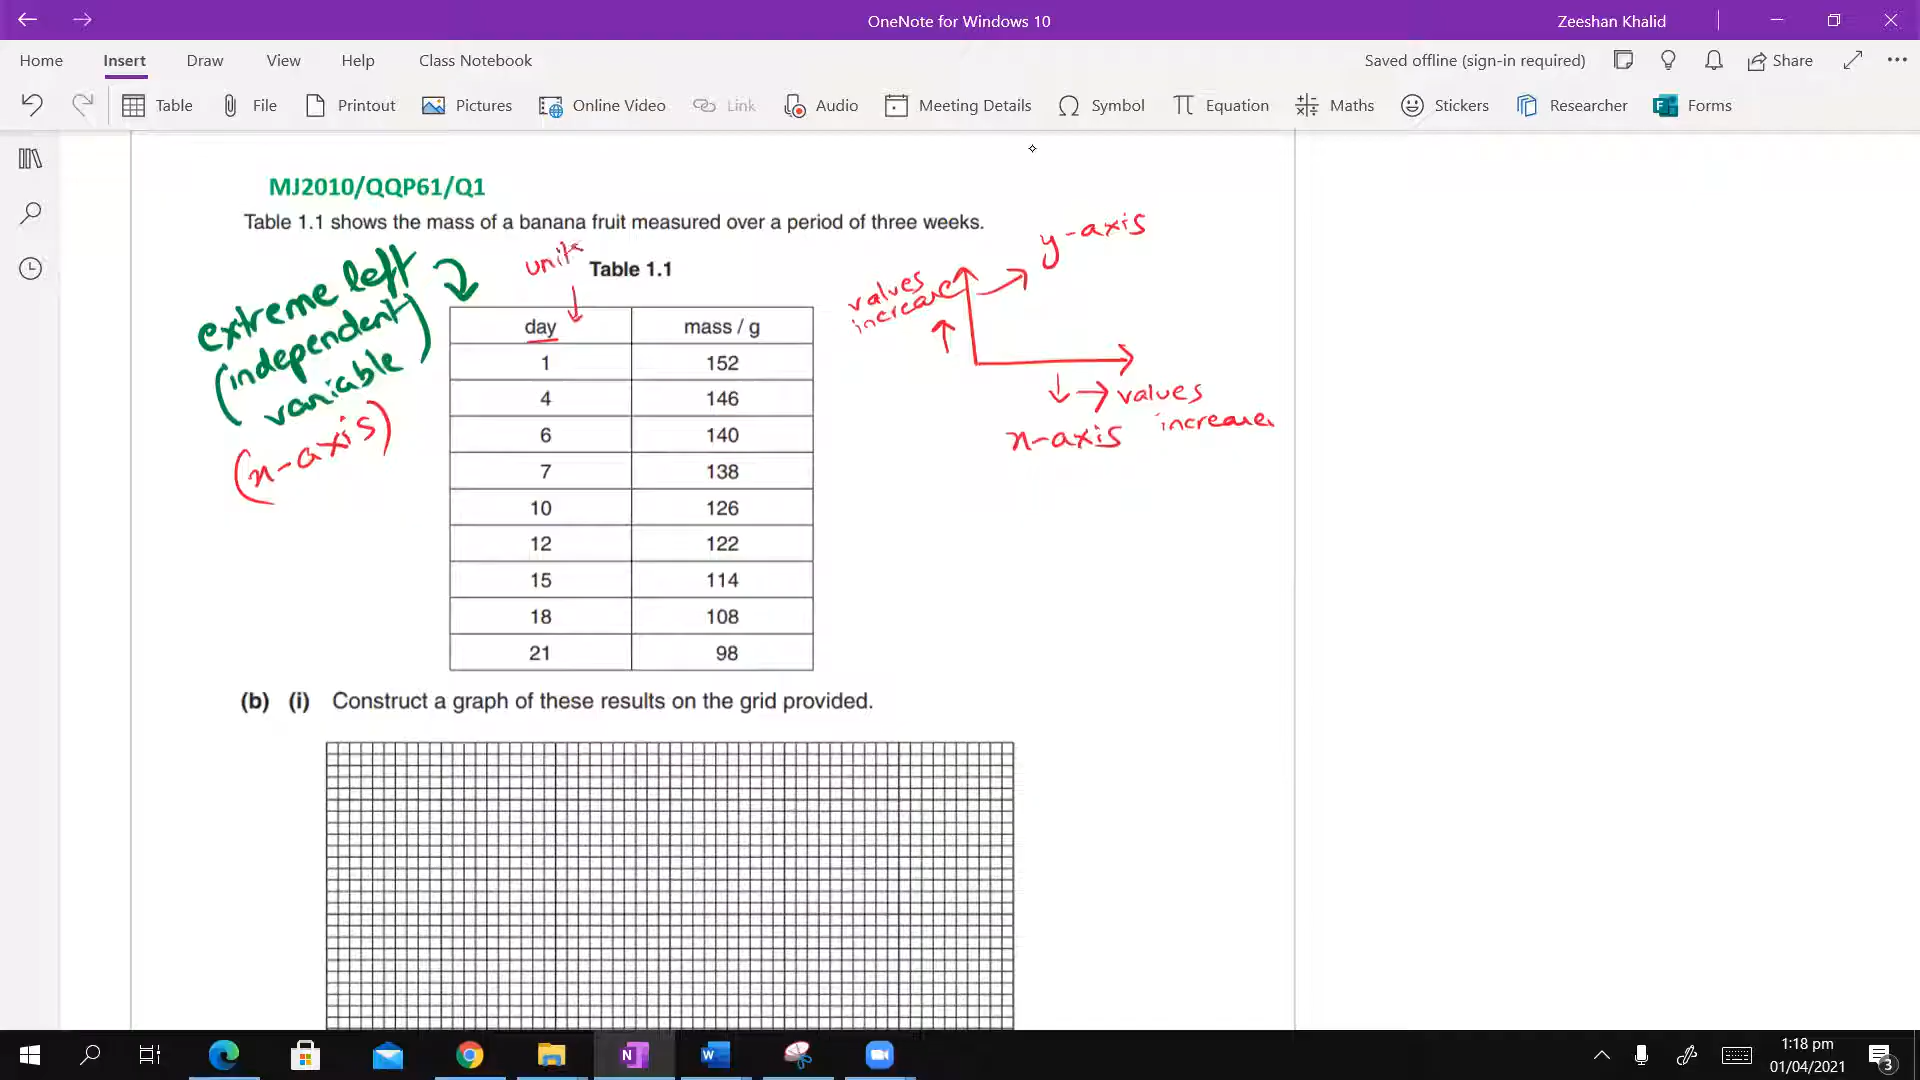 OneNote for Windows 10
Zeeshan Khalid
Home Insert Draw View Help Class Notebook
Saved offline (sign-in required) Share
Table File Printout Pictures Online Video Link Audio Meeting Details Symbol Equation Maths Stickers Researcher Forms
MJ2010/QQP61/Q1
Table 1.1 shows the mass of a banana fruit measured over a period of three weeks.
extreme left
(independent
variable)
(x-axis)
units
Table 1.1
day mass / g
1 152
4 146
6 140
7 138
10 126
12 122
15 114
18 108
21 98
y-axis
values
increase
values
increases
x-axis
(b) (i) Construct a graph of these results on the grid provided.
1:18 pm
01/04/2021
3